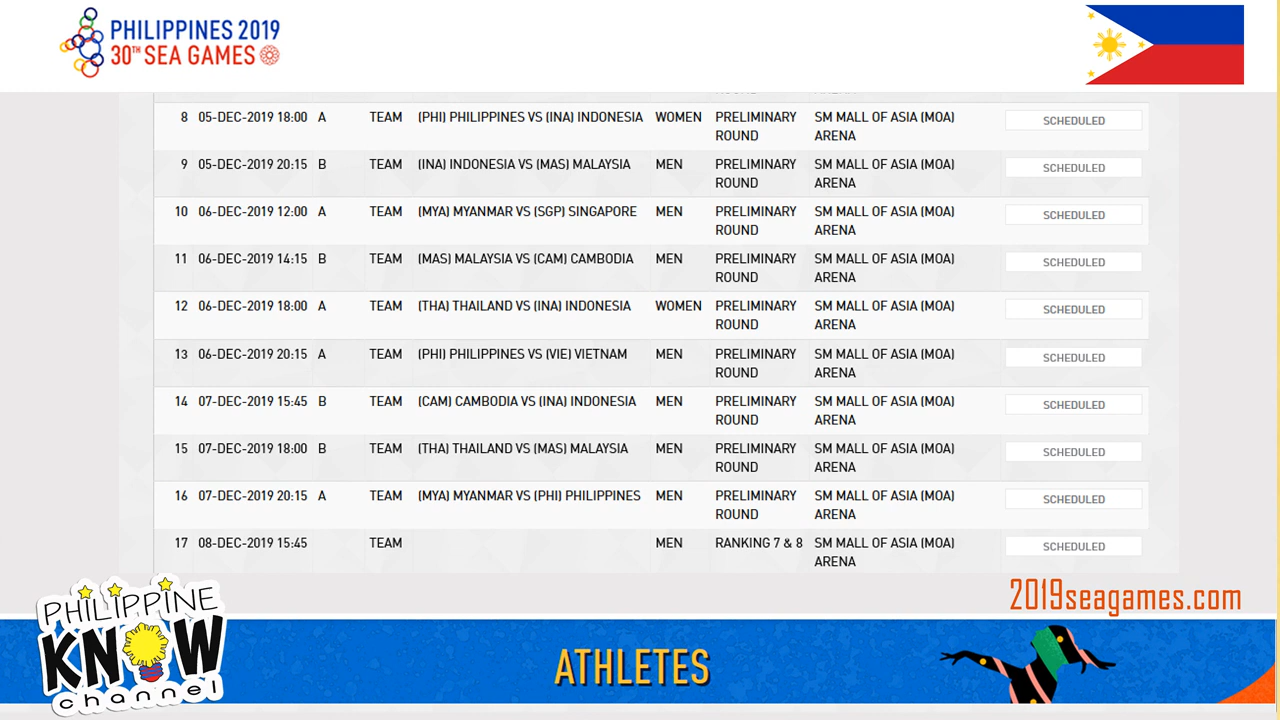 PHILIPPINES 2019
30TH SEA GAMES
8 05-DEC-2019 18:00 A TEAM (PHI) PHILIPPINES VS (INA) INDONESIA WOMEN PRELIMINARY ROUND SM MALL OF ASIA (MOA) ARENA SCHEDULED
9 05-DEC-2019 20:15 B TEAM (INA) INDONESIA VS (MAS) MALAYSIA MEN PRELIMINARY ROUND SM MALL OF ASIA (MOA) ARENA SCHEDULED
10 06-DEC-2019 12:00 A TEAM (MYA) MYANMAR VS (SGP) SINGAPORE MEN PRELIMINARY ROUND SM MALL OF ASIA (MOA) ARENA SCHEDULED
11 06-DEC-2019 14:15 B TEAM (MAS) MALAYSIA VS (CAM) CAMBODIA MEN PRELIMINARY ROUND SM MALL OF ASIA (MOA) ARENA SCHEDULED
12 06-DEC-2019 18:00 A TEAM (THA) THAILAND VS (INA) INDONESIA WOMEN PRELIMINARY ROUND SM MALL OF ASIA (MOA) ARENA SCHEDULED
13 06-DEC-2019 20:15 A TEAM (PHI) PHILIPPINES VS (VIE) VIETNAM MEN PRELIMINARY ROUND SM MALL OF ASIA (MOA) ARENA SCHEDULED
14 07-DEC-2019 15:45 B TEAM (CAM) CAMBODIA VS (INA) INDONESIA MEN PRELIMINARY ROUND SM MALL OF ASIA (MOA) ARENA SCHEDULED
15 07-DEC-2019 18:00 B TEAM (THA) THAILAND VS (MAS) MALAYSIA MEN PRELIMINARY ROUND SM MALL OF ASIA (MOA) ARENA SCHEDULED
16 07-DEC-2019 20:15 A TEAM (MYA) MYANMAR VS (PHI) PHILIPPINES MEN PRELIMINARY ROUND SM MALL OF ASIA (MOA) ARENA SCHEDULED
17 08-DEC-2019 15:45 TEAM MEN RANKING 7 & 8 SM MALL OF ASIA (MOA) ARENA SCHEDULED
2019seagames.com
PHILIPPINE
KNOW
channel
ATHLETES